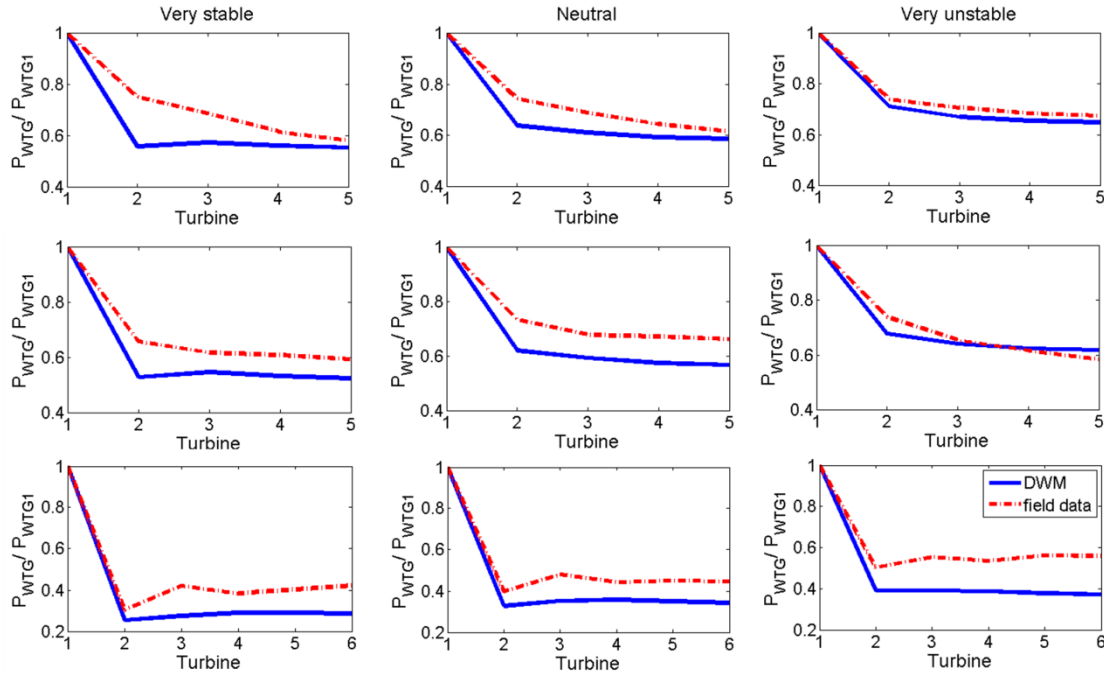 Very stable
Neutral
Very unstable
P_WTG/ P_WTG1
1
0.8
0.6
0.4
1 2 3 4 5
Turbine
P_WTG/ P_WTG1
1
0.8
0.6
0.4
1 2 3 4 5
Turbine
P_WTG/ P_WTG1
1
0.8
0.6
0.4
1 2 3 4 5
Turbine
P_WTG/ P_WTG1
1
0.8
0.6
0.4
1 2 3 4 5
Turbine
P_WTG/ P_WTG1
1
0.8
0.6
0.4
1 2 3 4 5
Turbine
P_WTG/ P_WTG1
1
0.8
0.6
0.4
1 2 3 4 5
Turbine
P_WTG/ P_WTG1
1
0.8
0.6
0.4
0.2
1 2 3 4 5 6
Turbine
P_WTG/ P_WTG1
1
0.8
0.6
0.4
0.2
1 2 3 4 5 6
Turbine
P_WTG/ P_WTG1
1
0.8
0.6
0.4
0.2
1 2 3 4 5 6
Turbine
DWM
field data